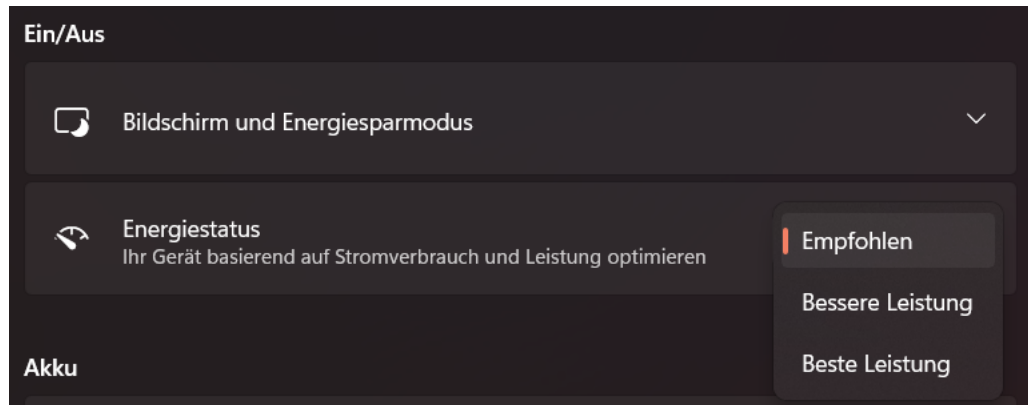 Ein/Aus
Bildschirm und Energiesparmodus
Energiestatus
Ihr Gerät basierend auf Stromverbrauch und Leistung optimieren
Empfohlen
Bessere Leistung
Beste Leistung
Akku